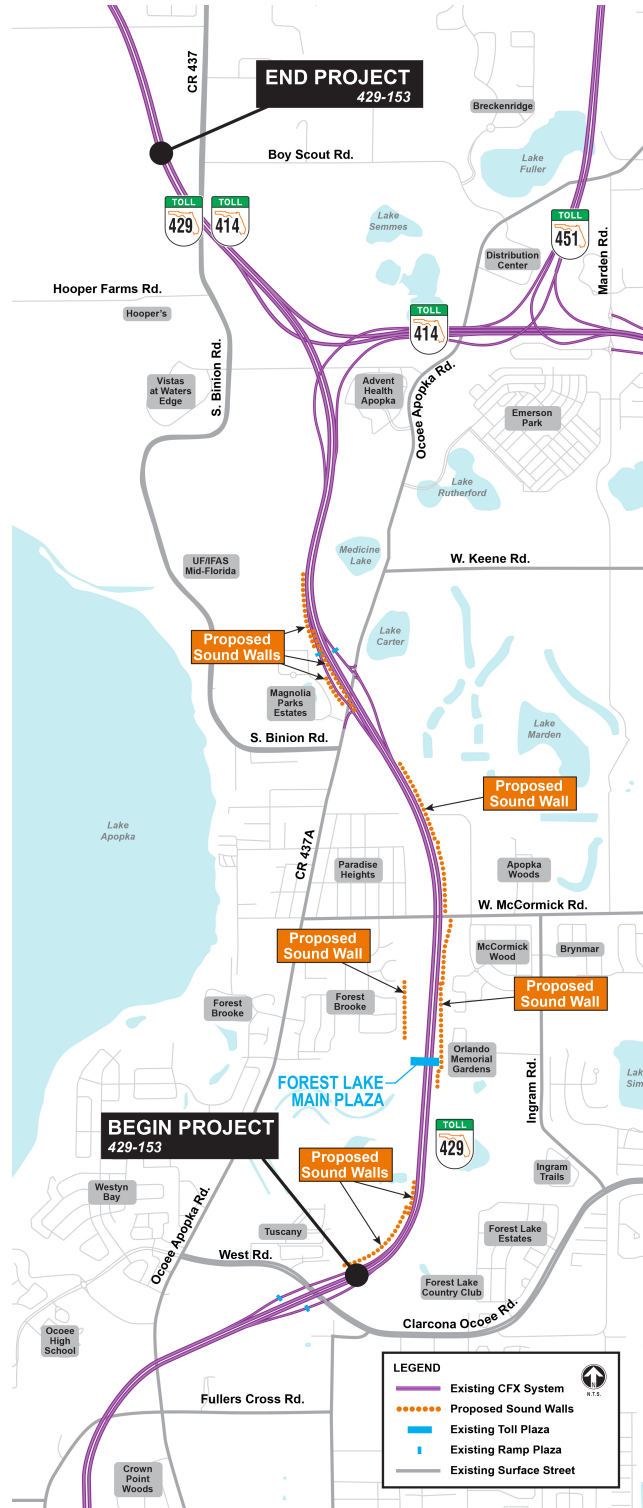 CR 437
END PROJECT
429-153
Breckenridge
Boy Scout Rd.
Lake
Fuller
TOLL
429
TOLL
414
Lake
Semmes
TOLL
451
Marden Rd.
Distribution
Center
Hooper Farms Rd.
Hooper's
TOLL
414
S. Binion Rd.
Vistas
at Waters
Edge
Advent
Health
Apopka
Ocoee Apopka Rd.
Emerson
Park
Lake
Rutherford
Medicine
Lake
W. Keene Rd.
UF/IFAS
Mid-Florida
Proposed
Sound Walls
Lake
Carter
Magnolia
Parks
Estates
S. Binion Rd.
Lake
Marden
Proposed
Sound Wall
Lake
Apopka
CR 437A
Paradise
Heights
Apopka
Woods
W. McCormick Rd.
Proposed
Sound Wall
McCormick
Wood
Brynmar
Proposed
Sound Wall
Forest
Brooke
Forest
Brooke
Orlando
Memorial
Gardens
FOREST LAKE
MAIN PLAZA
Ingram Rd.
Lak
Sim
BEGIN PROJECT
429-153
TOLL
429
Proposed
Sound Walls
Ingram
Trails
Westyn
Bay
Ocoee Apopka Rd.
Tuscany
Forest Lake
Estates
West Rd.
Forest Lake
Country Club
Clarcona Ocoee Rd.
Ocoee
High
School
Fullers Cross Rd.
Crown
Point
Woods
LEGEND
N
N.T.S.
Existing CFX System
Proposed Sound Walls
Existing Toll Plaza
Existing Ramp Plaza
Existing Surface Street